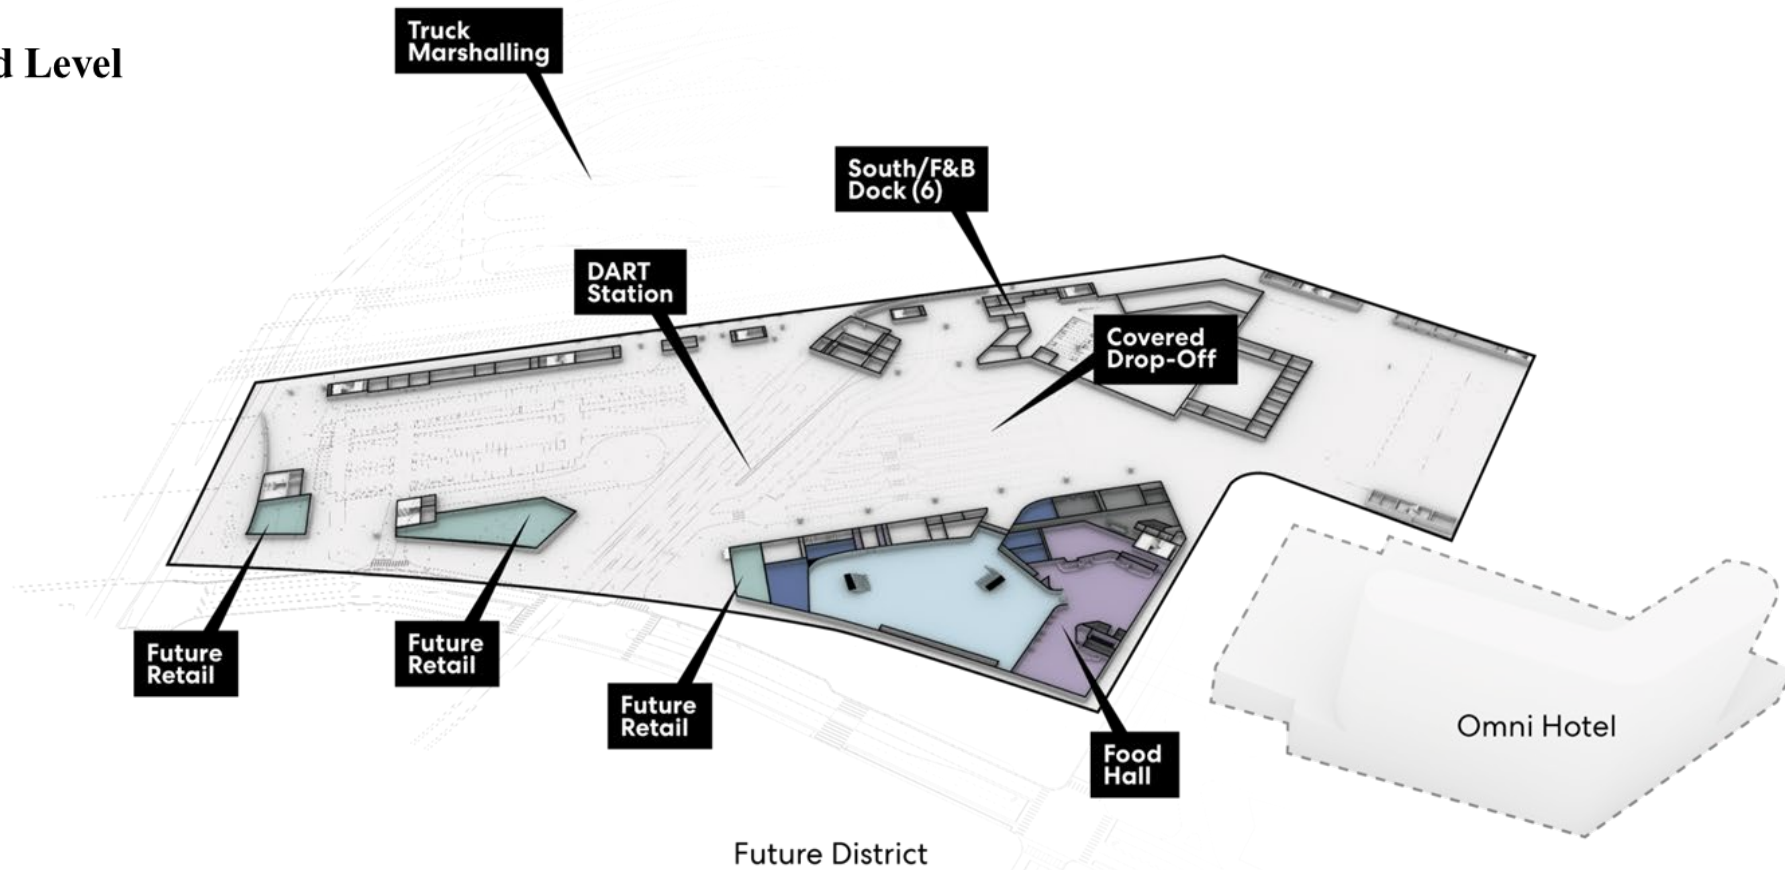 d Level
Truck
Marshalling
South/F&B
Dock (6)
DART
Station
Covered
Drop-Off
Future
Retail
Future
Retail
Future
Retail
Food
Hall
Omni Hotel
Future District